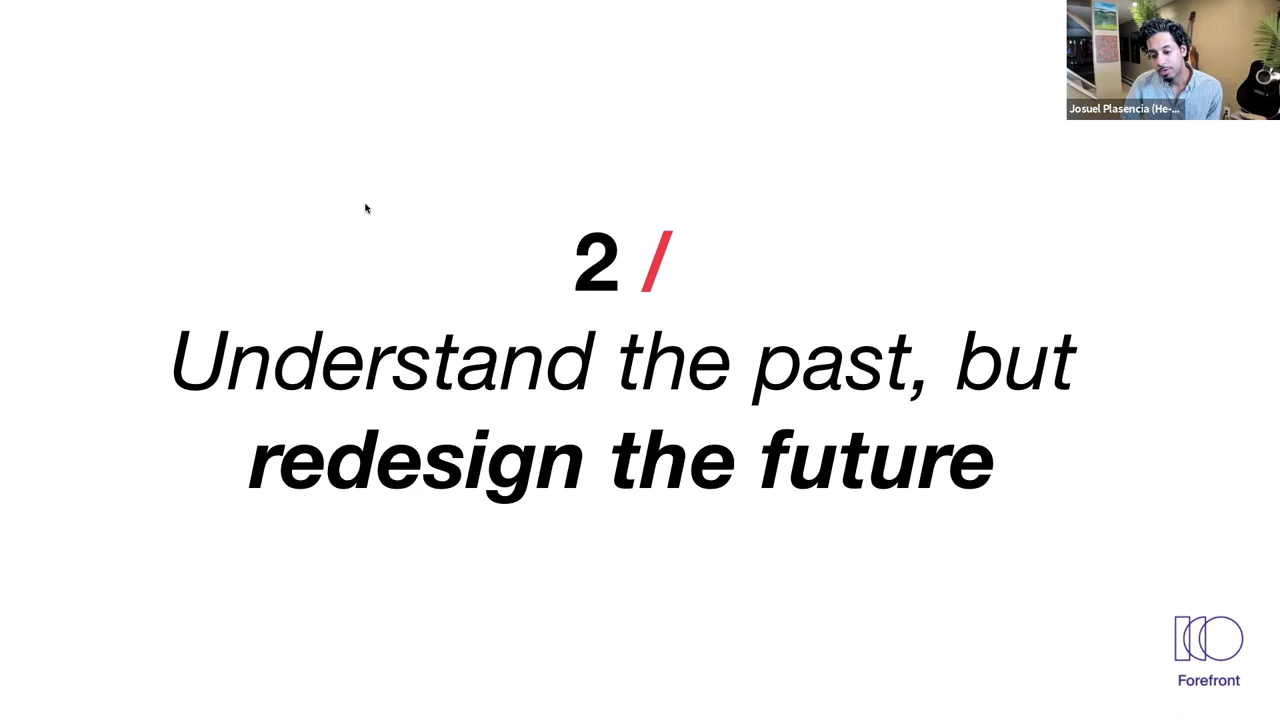 Josuel Plasencia (He-...
2 /
Understand the past, but
redesign the future
Forefront